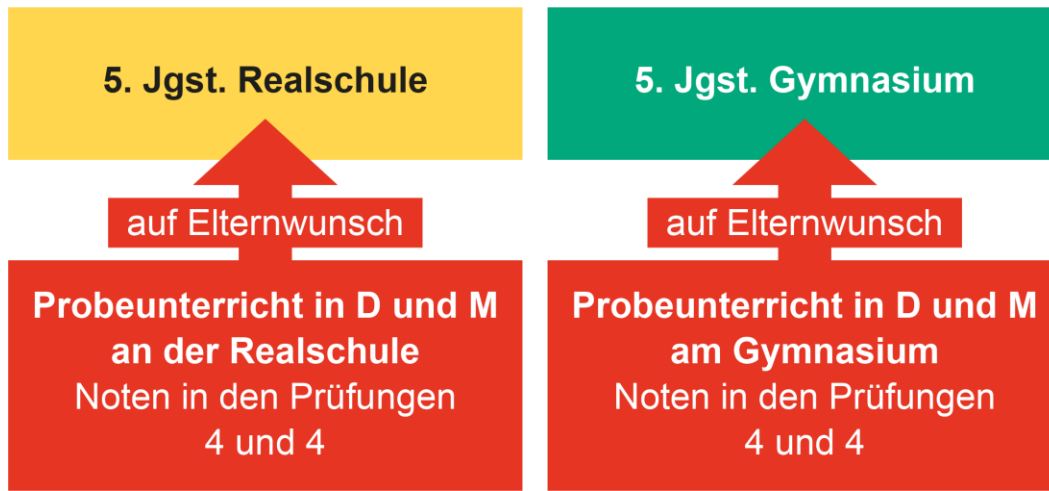 5. Jgst. Realschule
auf Elternwunsch
Probeunterricht in D und M
an der Realschule
Noten in den Prüfungen
4 und 4
5. Jgst. Gymnasium
auf Elternwunsch
Probeunterricht in D und M
am Gymnasium
Noten in den Prüfungen
4 und 4